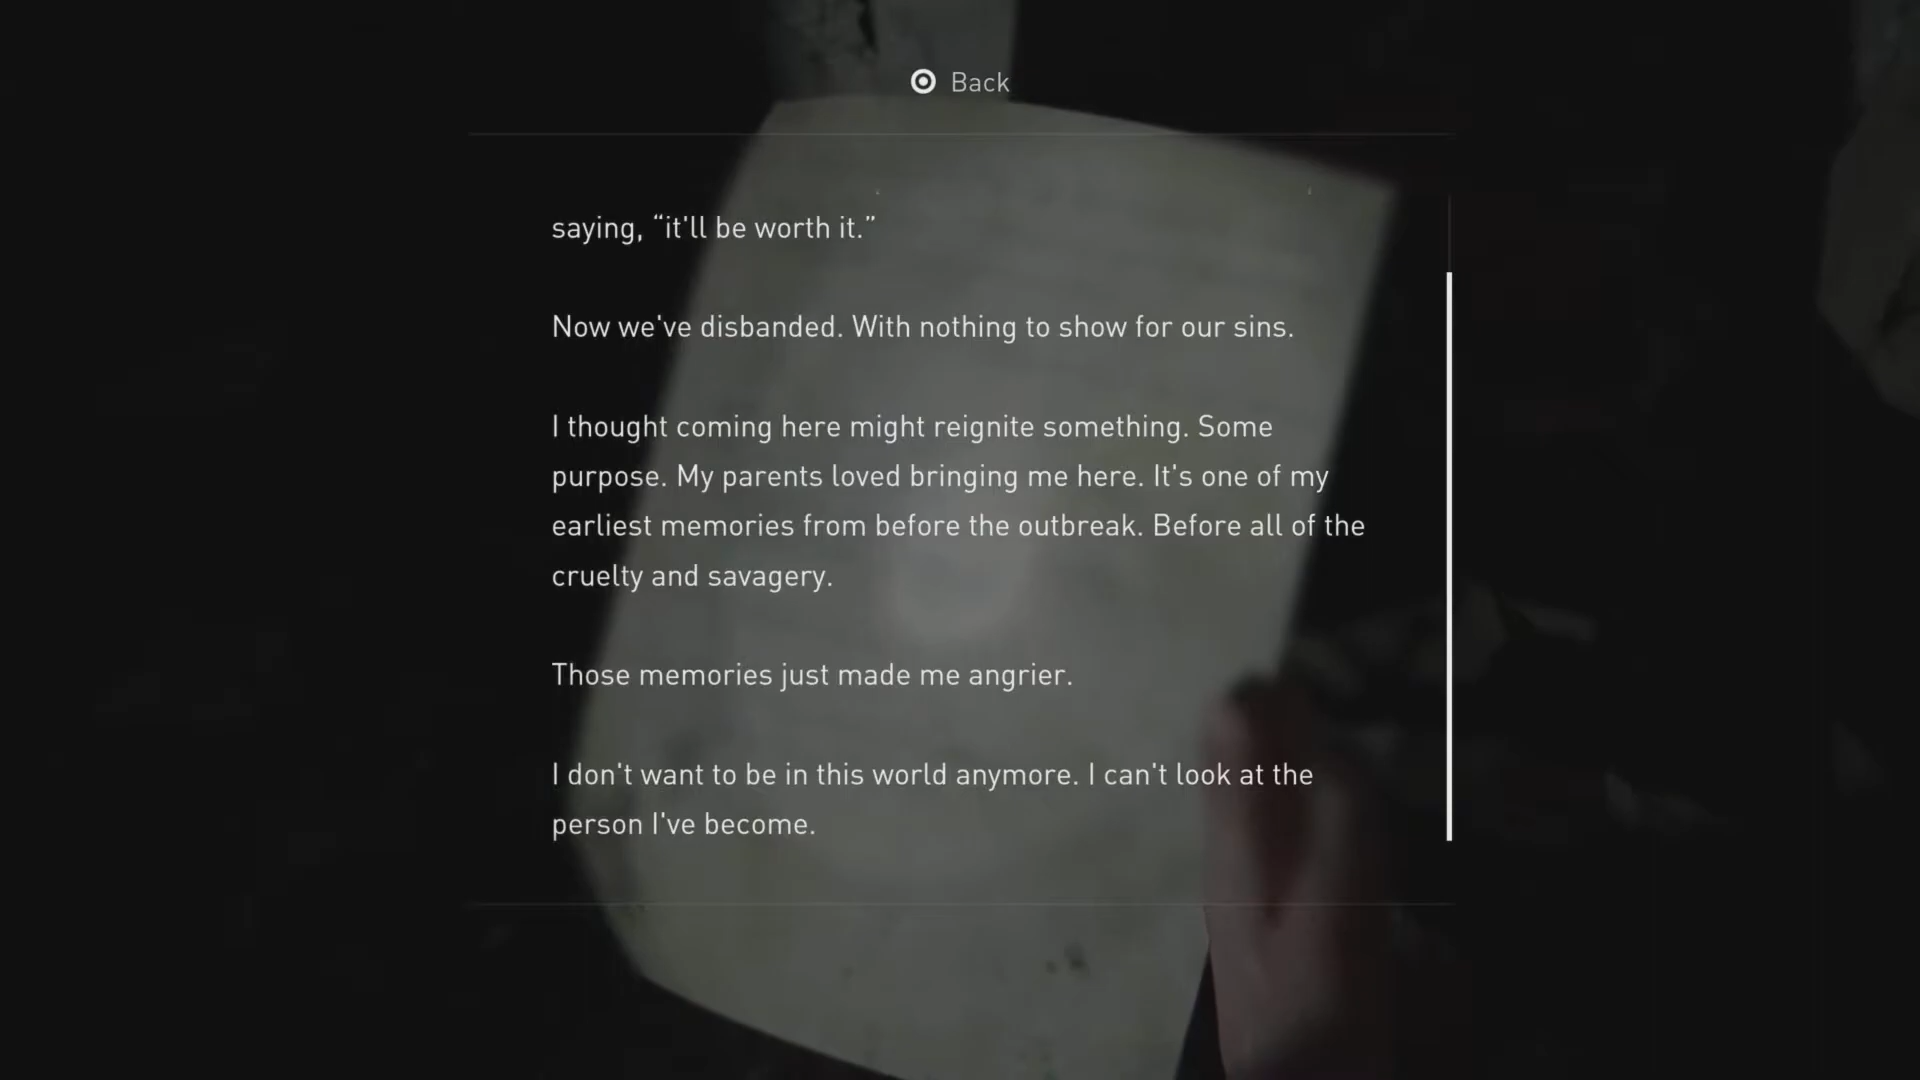 Back
saying, “it'll be worth it.”
Now we've disbanded. With nothing to show for our sins.
I thought coming here might reignite something. Some
purpose. My parents loved bringing me here. It's one of my
earliest memories from before the outbreak. Before all of the
cruelty and savagery.
Those memories just made me angrier.
I don't want to be in this world anymore. I can't look at the
person I've become.